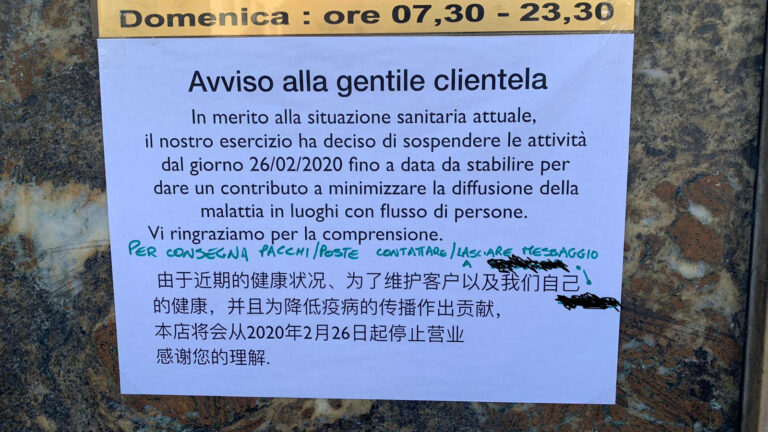 Domenica : ore 07,30 - 23,30
Avviso alla gentile clientela
In merito alla situazione sanitaria attuale,
il nostro esercizio ha deciso di sospendere le attività
dal giorno 26/02/2020 fino a data da stabilire per
dare un contributo a minimizzare la diffusione della
malattia in luoghi con flusso di persone.
Vi ringraziamo per la comprensione.
PER CONSEGNA PACCHI/POSTE CONTATTARE/LASCIARE MESSAGGIO
A
由于近期的健康状况、为了维护客户以及我们自己
的健康，并且为降低疫病的传播作出贡献，
本店将会从2020年2月26日起停止营业
感谢您的理解.